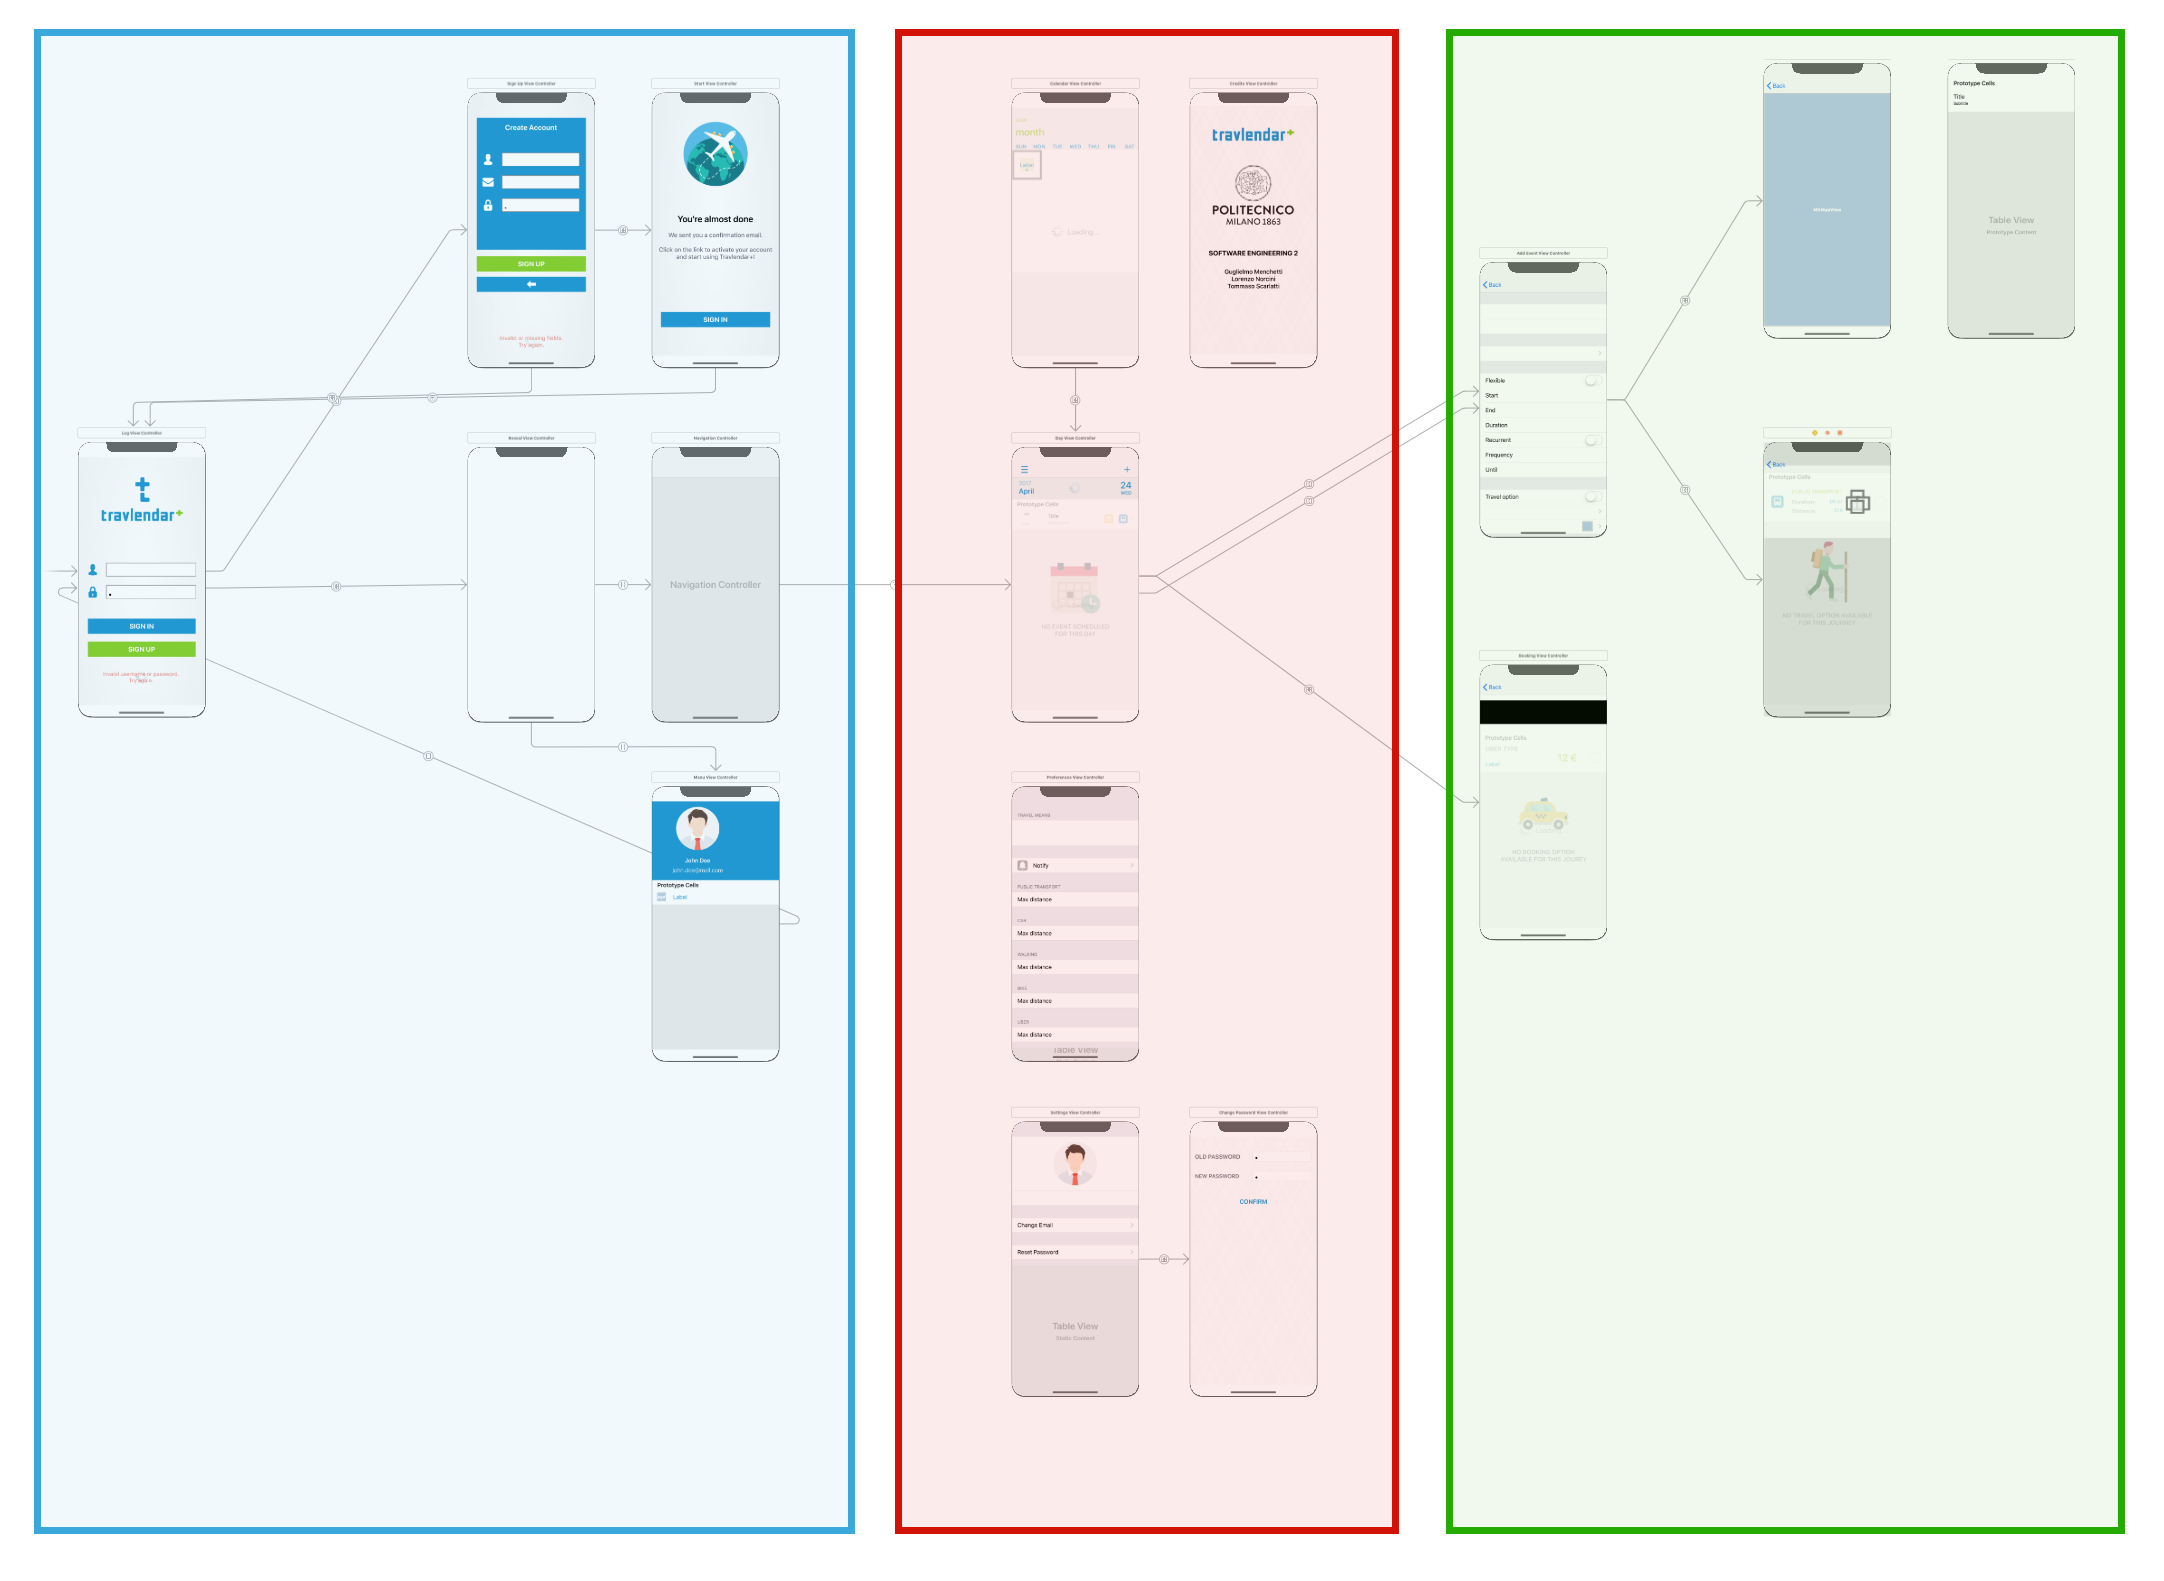 Sign Up View Controller
Create Account
SIGN UP
Invalid or missing fields.
Try again.
Start View Controller
You're almost done
We sent you a confirmation email.
Click on the link to activate your account
and start using Travlendar+!
SIGN IN
Log View Controller
travlendar+
SIGN IN
SIGN UP
Invalid username or password.
Try again
Reveal View Controller
Navigation Controller
Navigation Controller
Menu View Controller
John Doe
john.doe@mail.com
Prototype Cells
Label
Calendar View Controller
month
SUN MON TUE WED THU FRI SAT
Label
Loading...
Credits View Controller
travlendar+
POLITECNICO
MILANO 1863
SOFTWARE ENGINEERING 2
Guglielmo Menchetti
Lorenzo Norcini
Tommaso Scarlatti
Day View Controller
2017
April
24
WED
Prototype Cells
Title
NO EVENT SCHEDULED
FOR THIS DAY
Preferences View Controller
TRAVEL MEANS
Notify
PUBLIC TRANSPORT
Max distance
CAR
Max distance
WALKING
Max distance
BIKE
Max distance
UBER
Max distance
Table View
Settings View Controller
Change Email
Reset Password
Table View
Static Content
Change Password View Controller
OLD PASSWORD
NEW PASSWORD
CONFIRM
Add Event View Controller
Back
Flexible
Start
End
Duration
Recurrent
Frequency
Until
Travel option
Back
MKMapView
Prototype Cells
Title
Subtitle
Table View
Prototype Content
Back
Prototype Cells
Duration
Distance
NO TRAVEL OPTION AVAILABLE
FOR THIS JOURNEY
Booking View Controller
Back
Prototype Cells
UBER TYPE
Label
12 €
Loading
NO BOOKING OPTION
AVAILABLE FOR THIS JOUREY